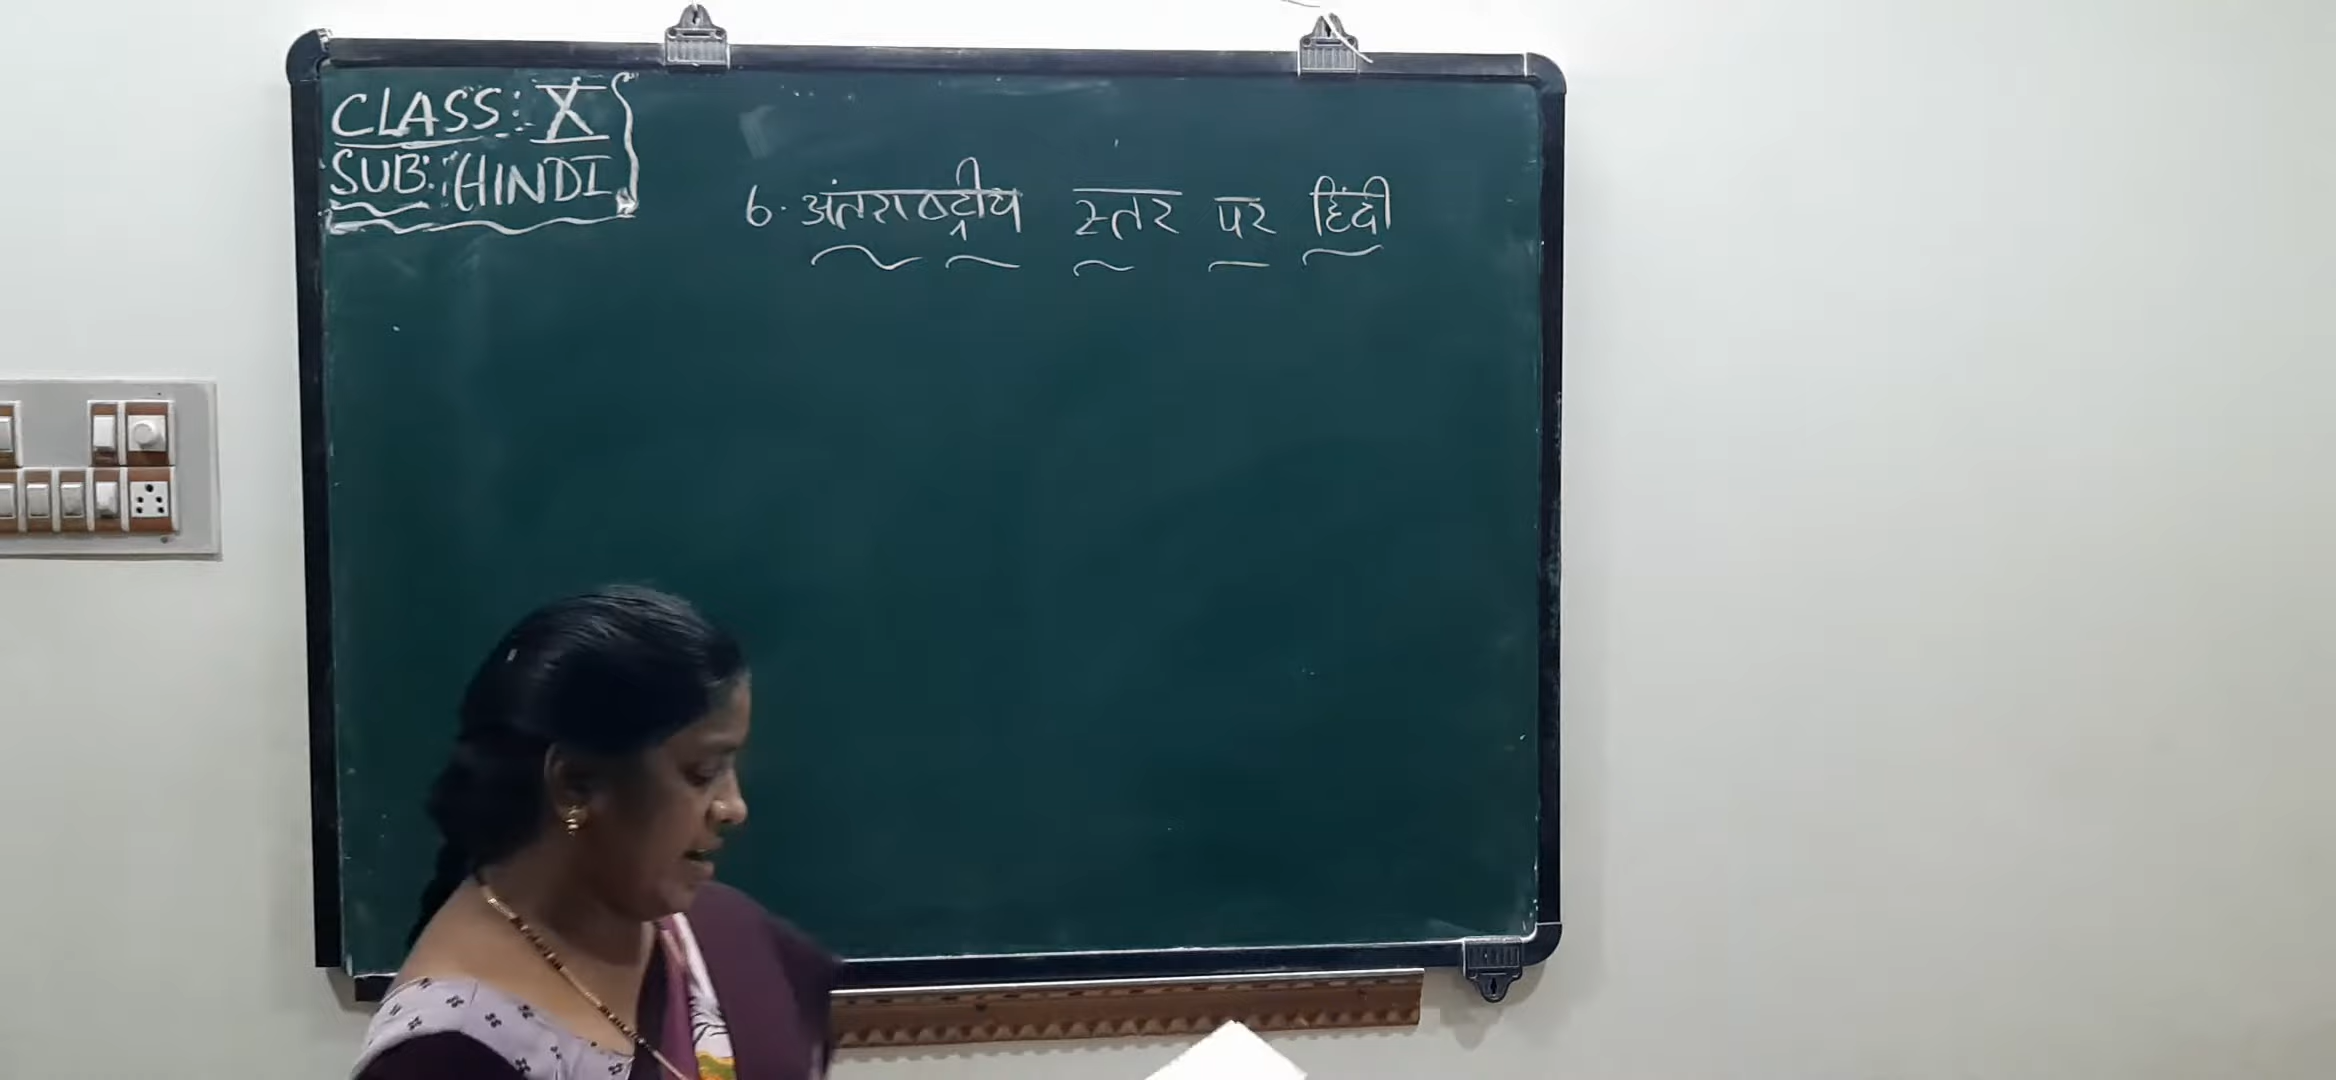 CLASS: X
SUB: HINDI
6. अंतराष्ट्रीय स्तर पर हिंदी